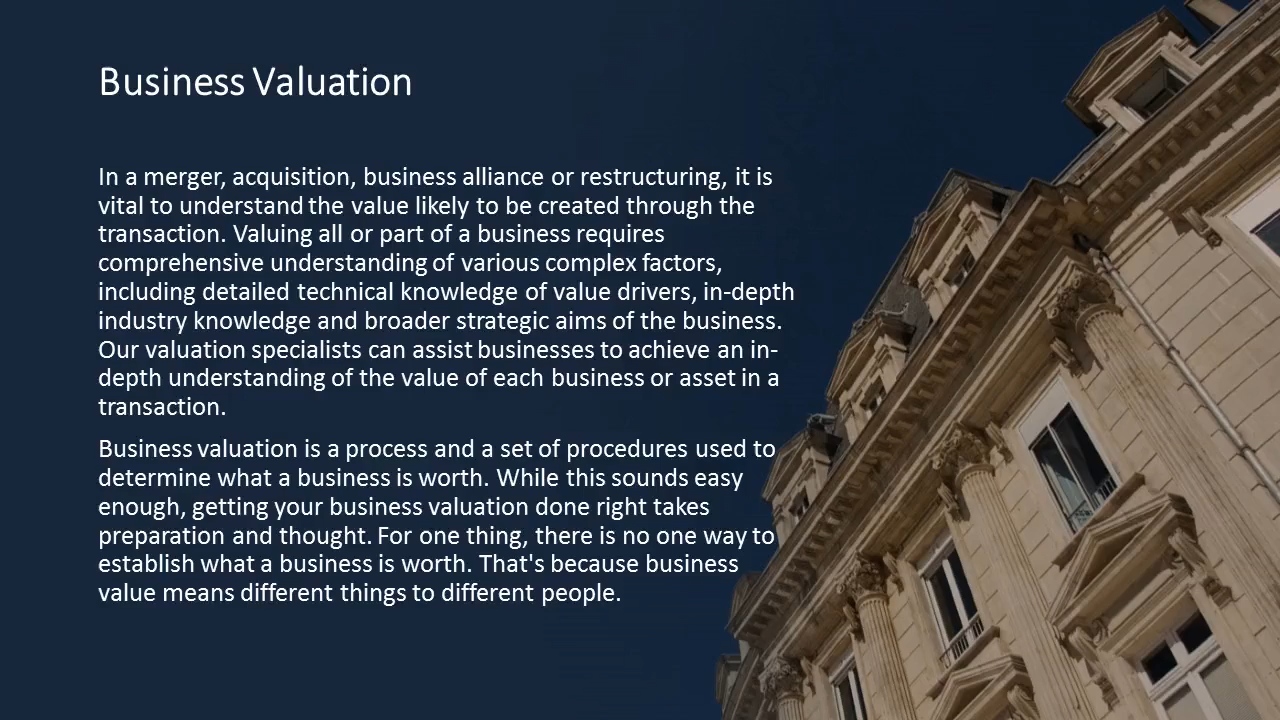 Business Valuation
In a merger, acquisition, business alliance or restructuring, it is
vital to understand the value likely to be created through the
transaction. Valuing all or part of a business requires
comprehensive understanding of various complex factors,
including detailed technical knowledge of value drivers, in-depth
industry knowledge and broader strategic aims of the business.
Our valuation specialists can assist businesses to achieve an in-
depth understanding of the value of each business or asset in a
transaction.
Business valuation is a process and a set of procedures used to
determine what a business is worth. While this sounds easy
enough, getting your business valuation done right takes
preparation and thought. For one thing, there is no one way to
establish what a business is worth. That's because business
value means different things to different people.